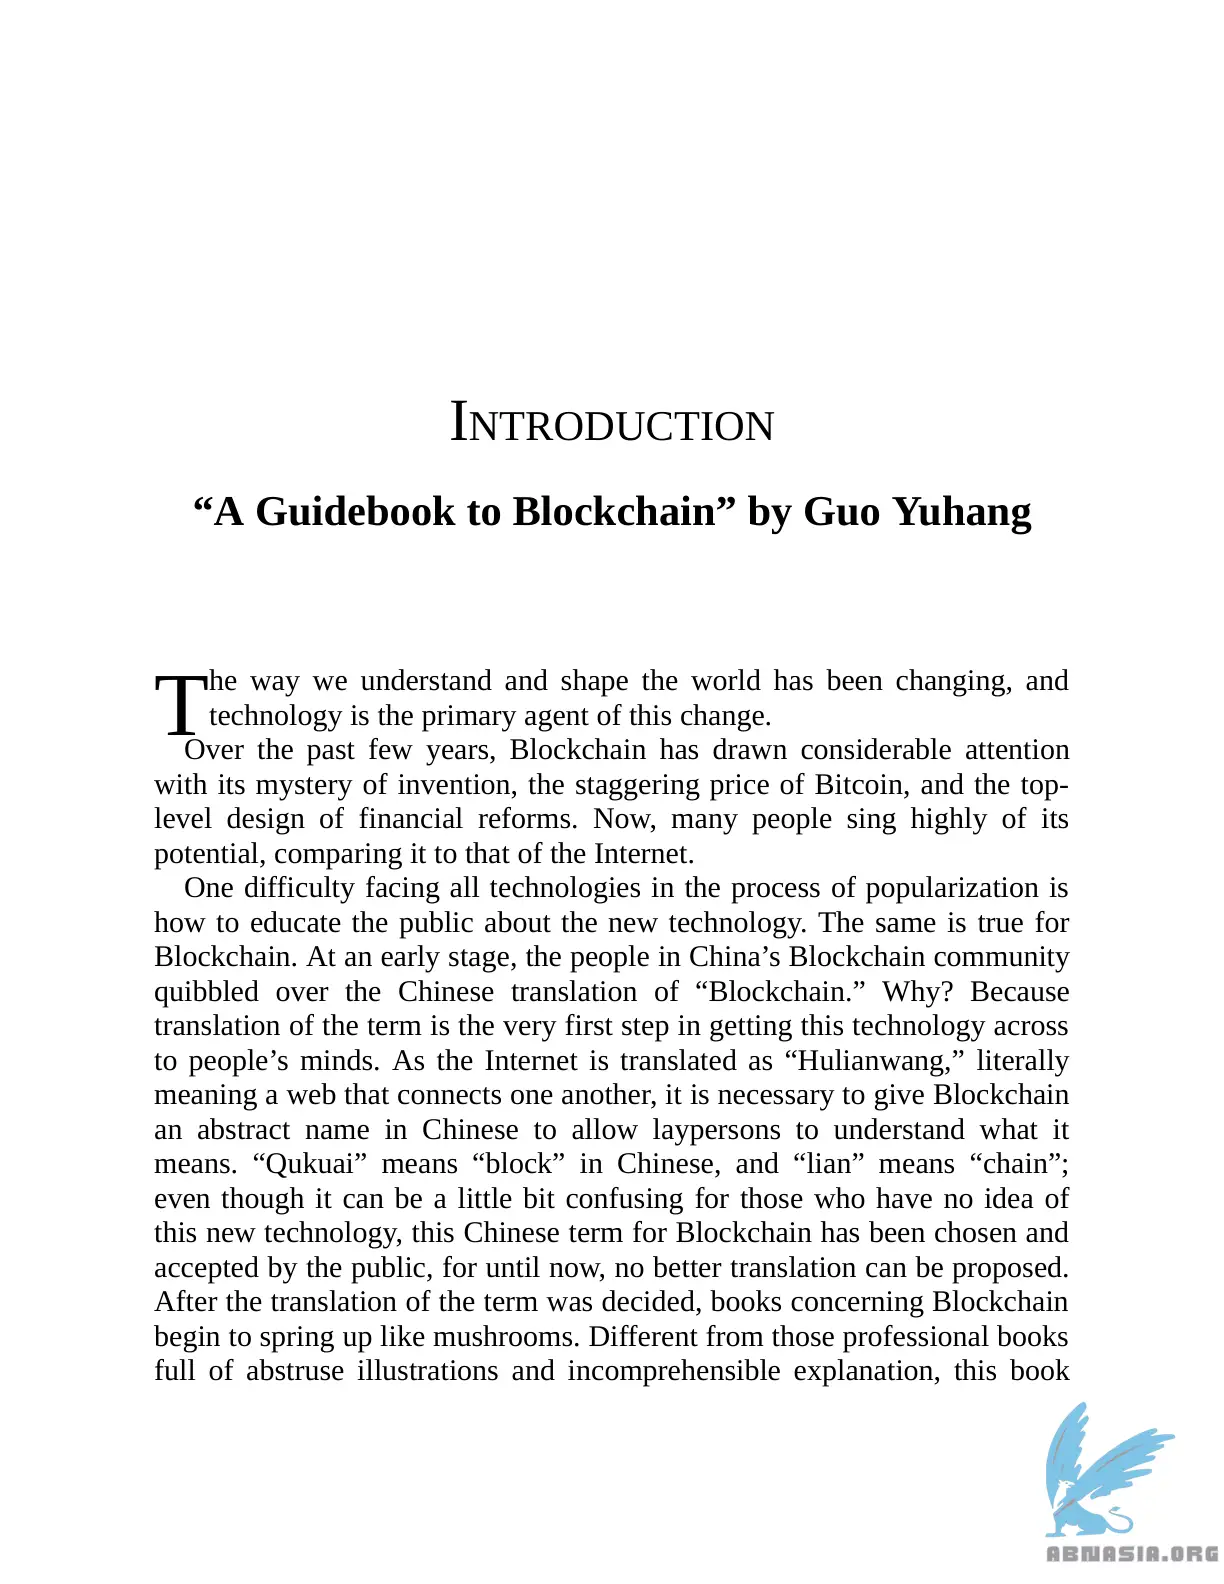 INTRODUCTION
“A Guidebook to Blockchain” by Guo Yuhang
The way we understand and shape the world has been changing, and
technology is the primary agent of this change.
Over the past few years, Blockchain has drawn considerable attention
with its mystery of invention, the staggering price of Bitcoin, and the top-
level design of financial reforms. Now, many people sing highly of its
potential, comparing it to that of the Internet.
One difficulty facing all technologies in the process of popularization is
how to educate the public about the new technology. The same is true for
Blockchain. At an early stage, the people in China’s Blockchain community
quibbled over the Chinese translation of “Blockchain.” Why? Because
translation of the term is the very first step in getting this technology across
to people’s minds. As the Internet is translated as “Hulianwang,” literally
meaning a web that connects one another, it is necessary to give Blockchain
an abstract name in Chinese to allow laypersons to understand what it
means. “Qukuai” means “block” in Chinese, and “lian” means “chain”;
even though it can be a little bit confusing for those who have no idea of
this new technology, this Chinese term for Blockchain has been chosen and
accepted by the public, for until now, no better translation can be proposed.
After the translation of the term was decided, books concerning Blockchain
begin to spring up like mushrooms. Different from those professional books
full of abstruse illustrations and incomprehensible explanation, this book
ABNASIA.ORG